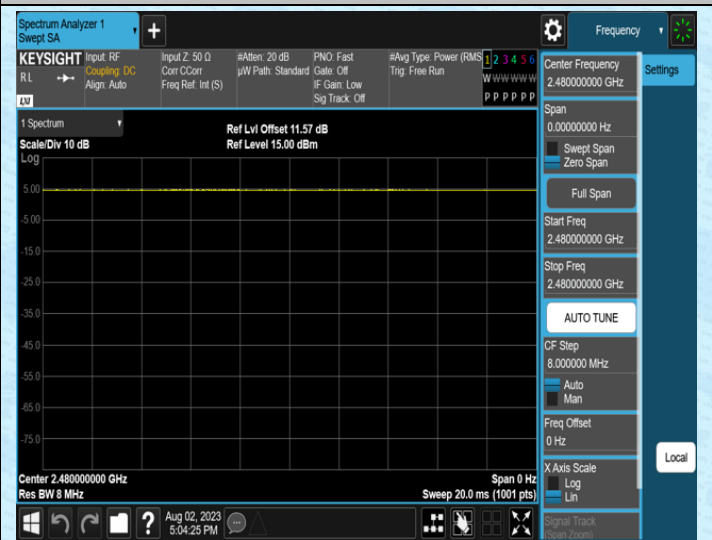 Spectrum Analyzer 1
Swept SA
+
Frequency
KEYSIGHT
RL
LXI
Input: RF
Coupling: DC
Align: Auto
Input Z: 50 Ω
Corr CCorr
Freq Ref: Int (S)
#Atten: 20 dB
µW Path: Standard
PNO: Fast
Gate: Off
IF Gain: Low
Sig Track: Off
#Avg Type: Power (RMS
Trig: Free Run
1 2 3 4 5 6
W W W W W W
P P P P P P
Center Frequency
2.480000000 GHz
Settings
Span
0.00000000 Hz
Swept Span
Zero Span
Full Span
Start Freq
2.480000000 GHz
Stop Freq
2.480000000 GHz
AUTO TUNE
CF Step
8.000000 MHz
Auto
Man
Freq Offset
0 Hz
X Axis Scale
Log
Lin
Signal Track
(Span Zoom)
Local
1 Spectrum
Scale/Div 10 dB
Log
Ref Lvl Offset 11.57 dB
Ref Level 15.00 dBm
5.00
-5.00
-15.0
-25.0
-35.0
-45.0
-55.0
-65.0
-75.0
Center 2.480000000 GHz
Res BW 8 MHz
Span 0 Hz
Sweep 20.0 ms (1001 pts)
?
Aug 02, 2023
5:04:25 PM